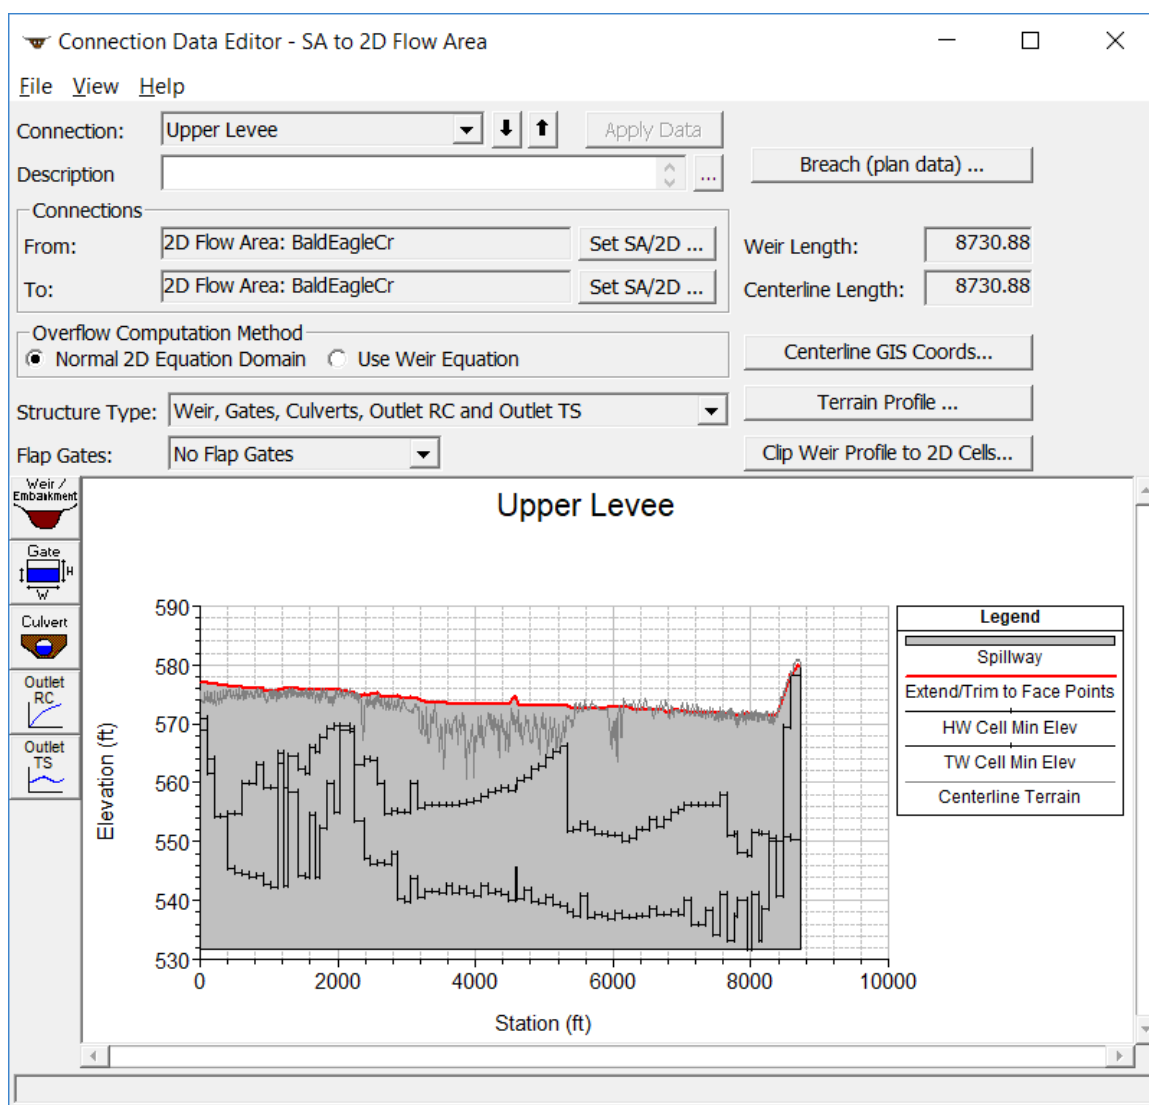 Connection Data Editor - SA to 2D Flow Area
File View Help
Connection: Upper Levee Apply Data
Description ... Breach (plan data) ...
Connections
From: 2D Flow Area: BaldEagleCr Set SA/2D ... Weir Length: 8730.88
To: 2D Flow Area: BaldEagleCr Set SA/2D ... Centerline Length: 8730.88
Overflow Computation Method
Normal 2D Equation Domain Use Weir Equation Centerline GIS Coords...
Structure Type: Weir, Gates, Culverts, Outlet RC and Outlet TS Terrain Profile ...
Flap Gates: No Flap Gates Clip Weir Profile to 2D Cells...
Weir /
Embankment
Gate
H
W
Culvert
Outlet
RC
Outlet
TS
Upper Levee
590
580
570
560
550
540
530
Elevation (ft)
0 2000 4000 6000 8000 10000
Station (ft)
Legend
Spillway
Extend/Trim to Face Points
HW Cell Min Elev
TW Cell Min Elev
Centerline Terrain